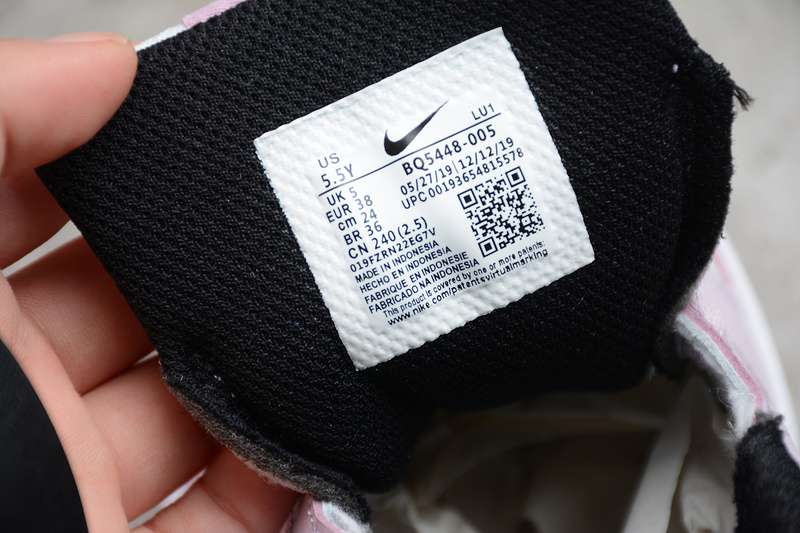 LU1
US
5.5Y
BQ5448-005
UK 5
05/27/19 | 12/12/19
EUR 38
UPC 00193654815578
cm 24
BR 36
CN 240 (2.5)
019FZRN22EG7V
MADE IN INDONESIA
HECHO EN INDONESIA
FABRIQUE EN INDONESIE
FABRICADO NA INDONESIA
This product is covered by one or more patents:
www.nike.com/patentsvirtualmarking